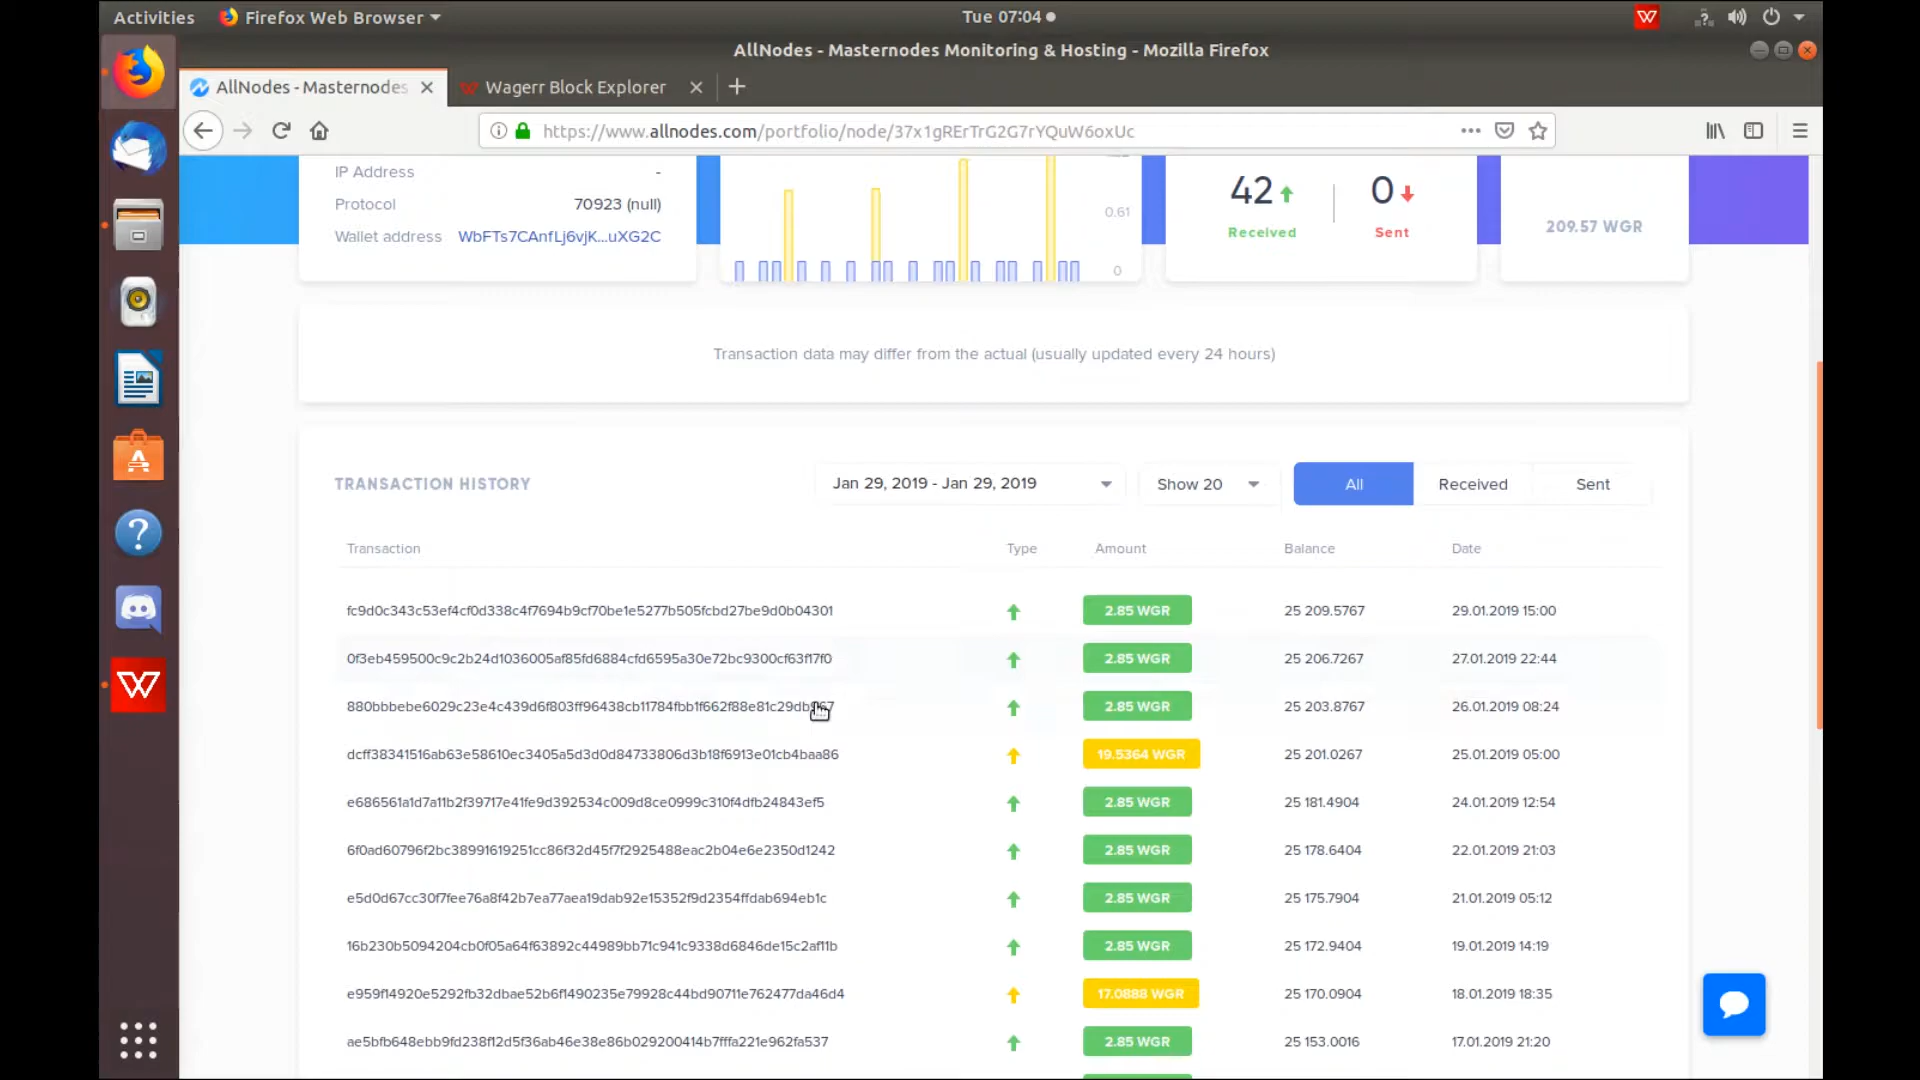 Activities Firefox Web Browser Tue 07:04
AllNodes - Masternodes Monitoring & Hosting - Mozilla Firefox
AllNodes - Masternodes Wagerr Block Explorer
https://www.allnodes.com/portfolio/node/37x1gRErTrG2G7rYQuW6oxUc
IP Address -
Protocol 70923 (null)
Wallet address WbFTs7CAnfLj6vjK...uXG2C
0.61
0
42 0
Received Sent
209.57 WGR
Transaction data may differ from the actual (usually updated every 24 hours)
TRANSACTION HISTORY Jan 29, 2019 - Jan 29, 2019 Show 20 All Received Sent
Transaction Type Amount Balance Date
fc9d0c343c53ef4cf0d338c4f7694b9cf70be1e5277b505fcbd27be9d0b04301 2.85 WGR 25 209.5767 29.01.2019 15:00
0f3eb459500c9c2b24d1036005af85fd6884cfd6595a30e72bc9300cf63f17f0 2.85 WGR 25 206.7267 27.01.2019 22:44
2.85 WGR 25 203.8767 26.01.2019 08:24
dcff38341516ab63e58610ec3405a5d3d0d84733806d3b18f6913e01cb4baa86 19.5364 WGR 25 201.0267 25.01.2019 05:00
e686561a1d7a11b2f39717e41fe9d392534c009d8ce0999c310f4dfb24843ef5 2.85 WGR 25 181.4904 24.01.2019 12:54
6f0ad60796f2bc38991619251cc86f32d45f7f2925488eac2b04e6e2350d1242 2.85 WGR 25 178.6404 22.01.2019 21:03
e5d0d67cc30f7fee76a8f42b7ea77aea19dab92e15352f9d2354ffdab694eb1c 2.85 WGR 25 175.7904 21.01.2019 05:12
16b230b5094204cb0f05a64f63892c44989bb71c941c9338d6846de15c2af11b 2.85 WGR 25 172.9404 19.01.2019 14:19
e959f14920e5292fb32dbae52b6f1490235e79928c44bd90711e762477da46d4 17.0888 WGR 25 170.0904 18.01.2019 18:35
ae5bfb648ebb9fd238f12d5f36ab46e38e86b029200414b7fffa221e962fa537 2.85 WGR 25 153.0016 17.01.2019 21:20